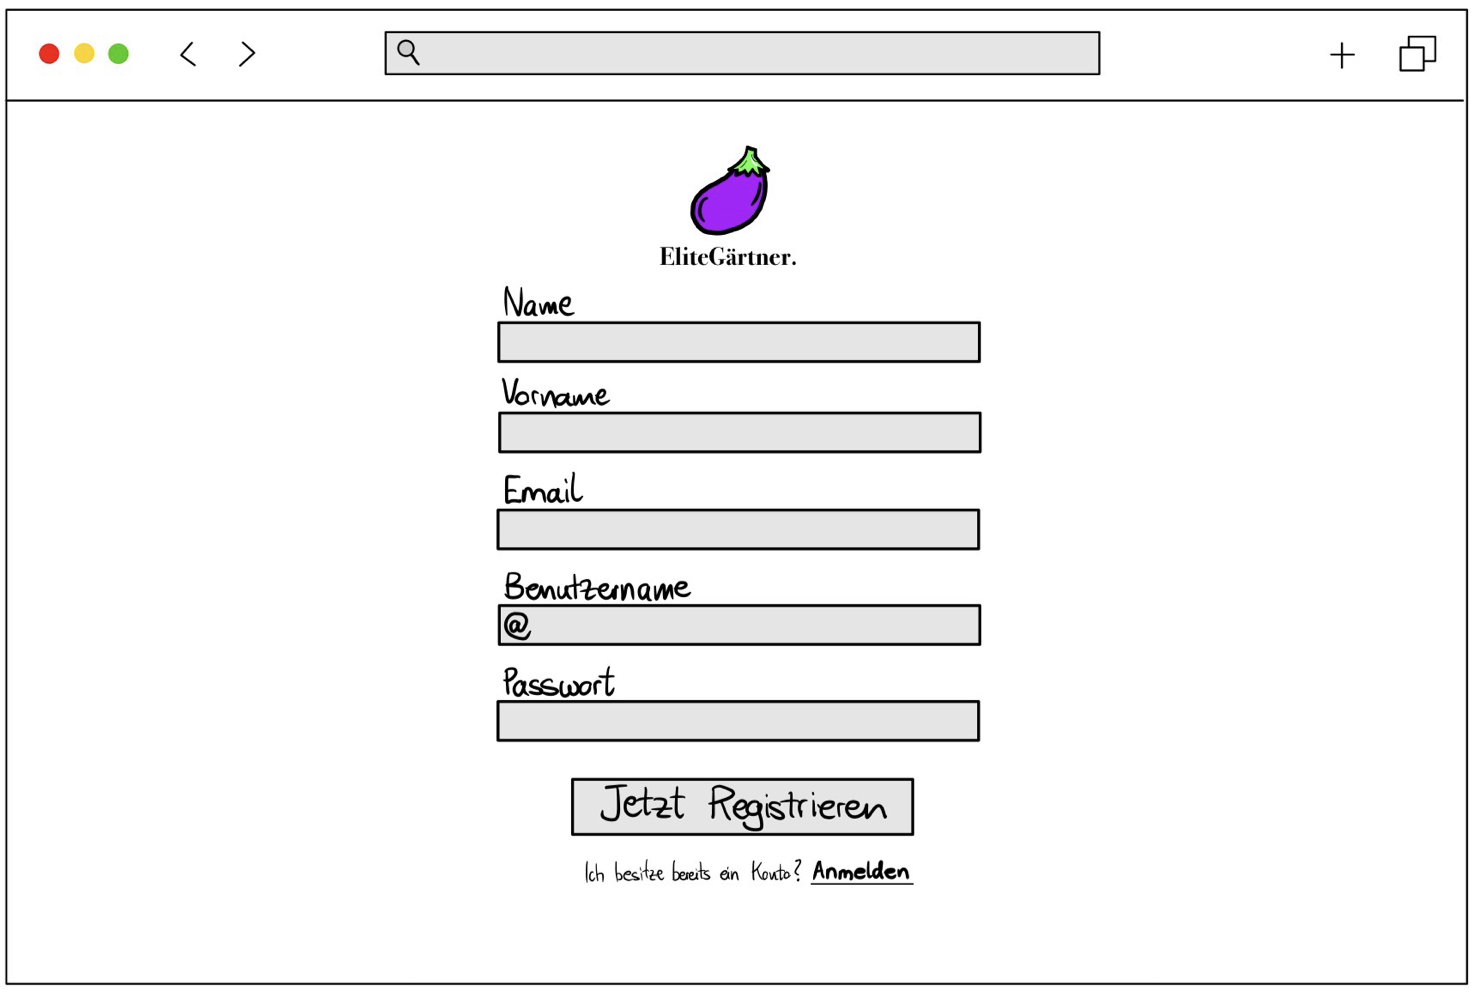 EliteGärtner.
Name
Vorname
Email
Benutzername
@
Passwort
Jetzt Registrieren
Ich besitze bereits ein Konto? Anmelden